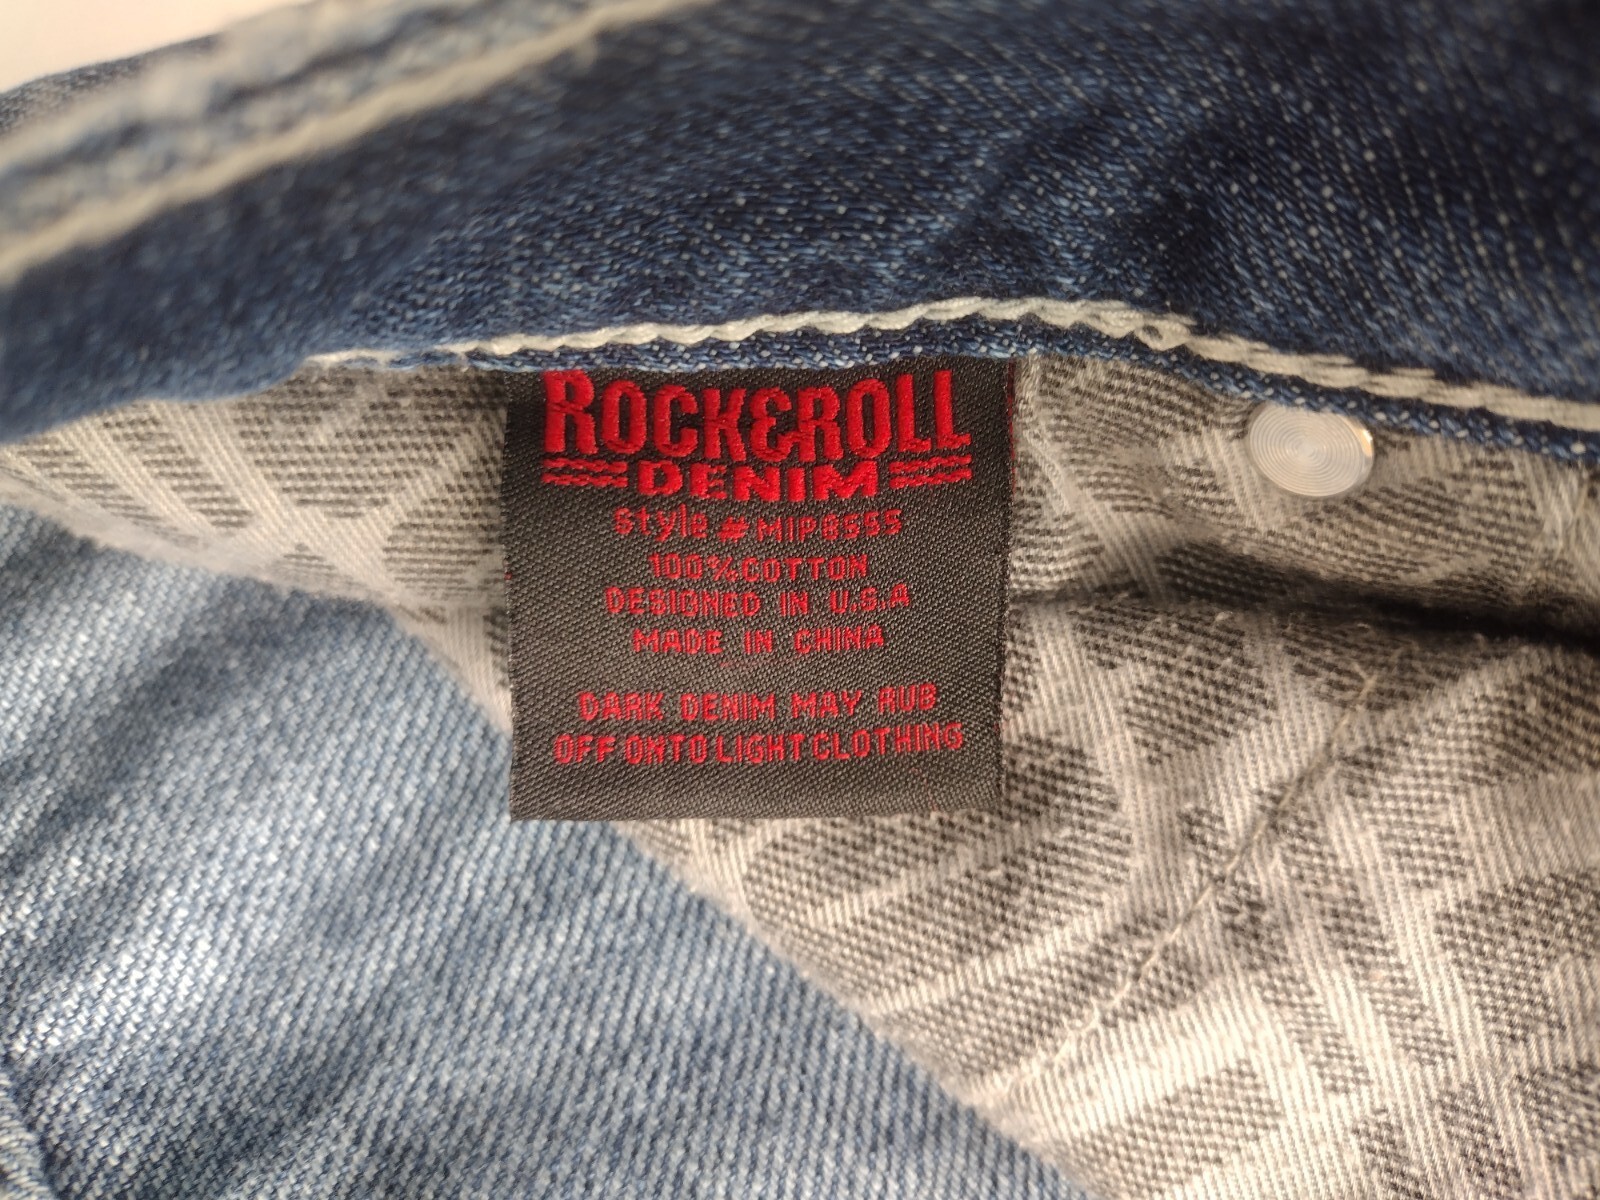 ROCK&ROLL
DENIM
style # M1P8555
100% COTTON
DESIGNED IN U.S.A
MADE IN CHINA
DARK DENIM MAY RUB
OFF ONTO LIGHT CLOTHING